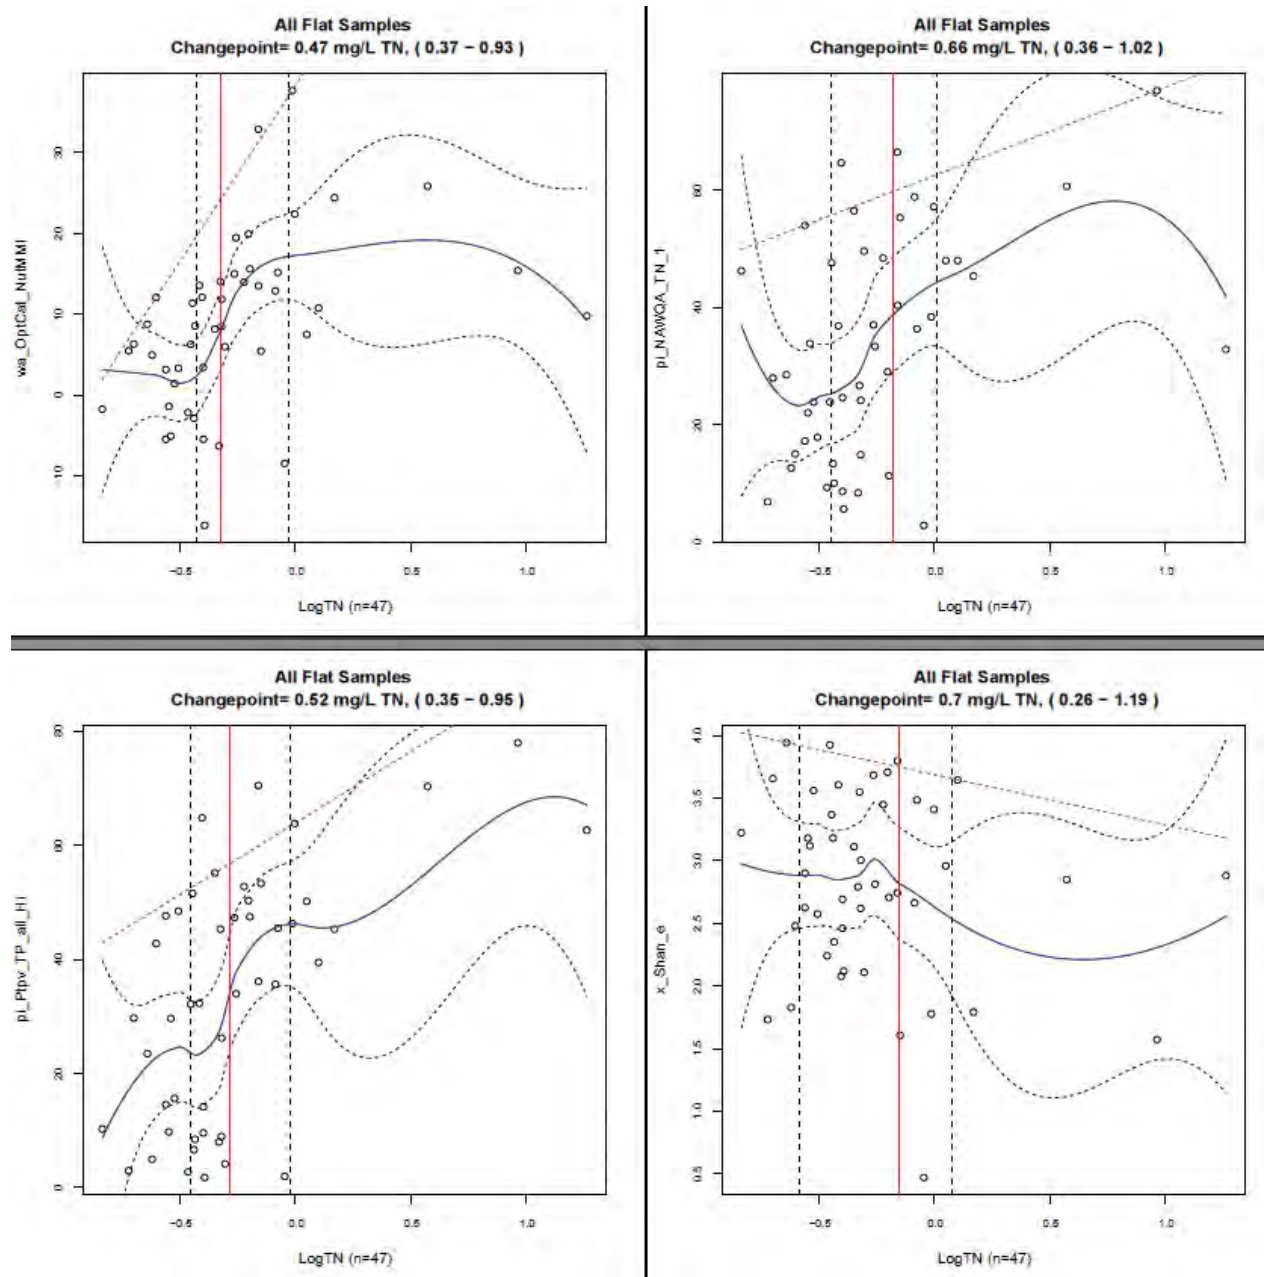 All Flat Samples
Changepoint= 0.47 mg/L TN, ( 0.37 − 0.93 )
wa_OptCat_NutMMI
30
20
10
0
−10
−0.5 0.0 0.5 1.0
LogTN (n=47)
All Flat Samples
Changepoint= 0.66 mg/L TN, ( 0.36 − 1.02 )
pi_NAWQA_TN_1
60
40
20
0
−0.5 0.0 0.5 1.0
LogTN (n=47)
All Flat Samples
Changepoint= 0.52 mg/L TN, ( 0.35 − 0.95 )
pi_Ptpv_TP_all_HI
80
60
40
20
0
−0.5 0.0 0.5 1.0
LogTN (n=47)
All Flat Samples
Changepoint= 0.7 mg/L TN, ( 0.26 − 1.19 )
x_Shan_e
4.0
3.5
3.0
2.5
2.0
1.5
1.0
0.5
−0.5 0.0 0.5 1.0
LogTN (n=47)